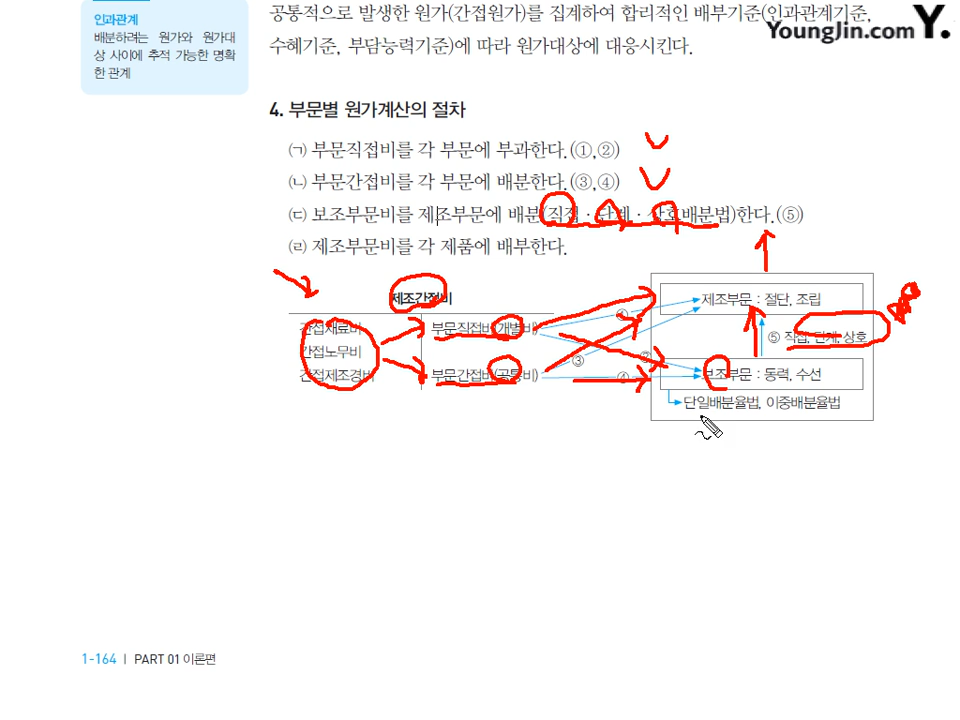 인과관계
배분하려는 원가와 원가대
상 사이에 추적 가능한 명확
한 관계
공통적으로 발생한 원가(간접원가)를 집계하여 합리적인 배부기준(인과관계기준,
수혜기준, 부담능력기준)에 따라 원가대상에 대응시킨다.
YoungJin.com Y.
4. 부문별 원가계산의 절차
㈀ 부문직접비를 각 부문에 부과한다.(①,②)
㈁ 부문간접비를 각 부문에 배분한다.(③,④)
㈂ 보조부문비를 제조부문에 배분(직접·단계·상호배분법)한다.(⑤)
㈃ 제조부문비를 각 제품에 배부한다.
제조간접비
간접재료비
간접노무비
간접제조경비
부문직접비(개별비)
부문간접비(공통비)
①
②
③
④
제조부문 : 절단, 조립
⑤ 직접, 단계, 상호
보조부문 : 동력, 수선
단일배분율법, 이중배분율법
1-164 | PART 01 이론편